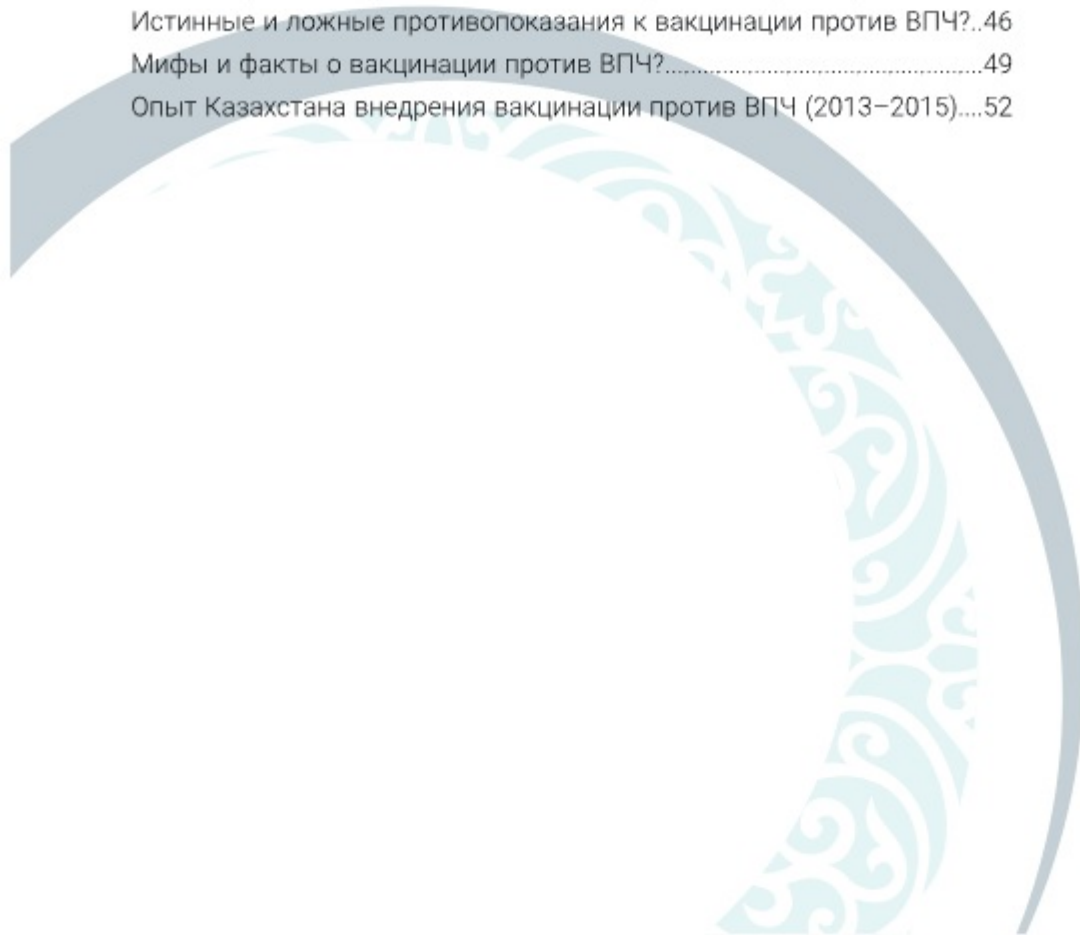 Истинные и ложные противопоказания к вакцинации против ВПЧ?..46
Мифы и факты о вакцинации против ВПЧ?..............................................49
Опыт Казахстана внедрения вакцинации против ВПЧ (2013–2015)....52